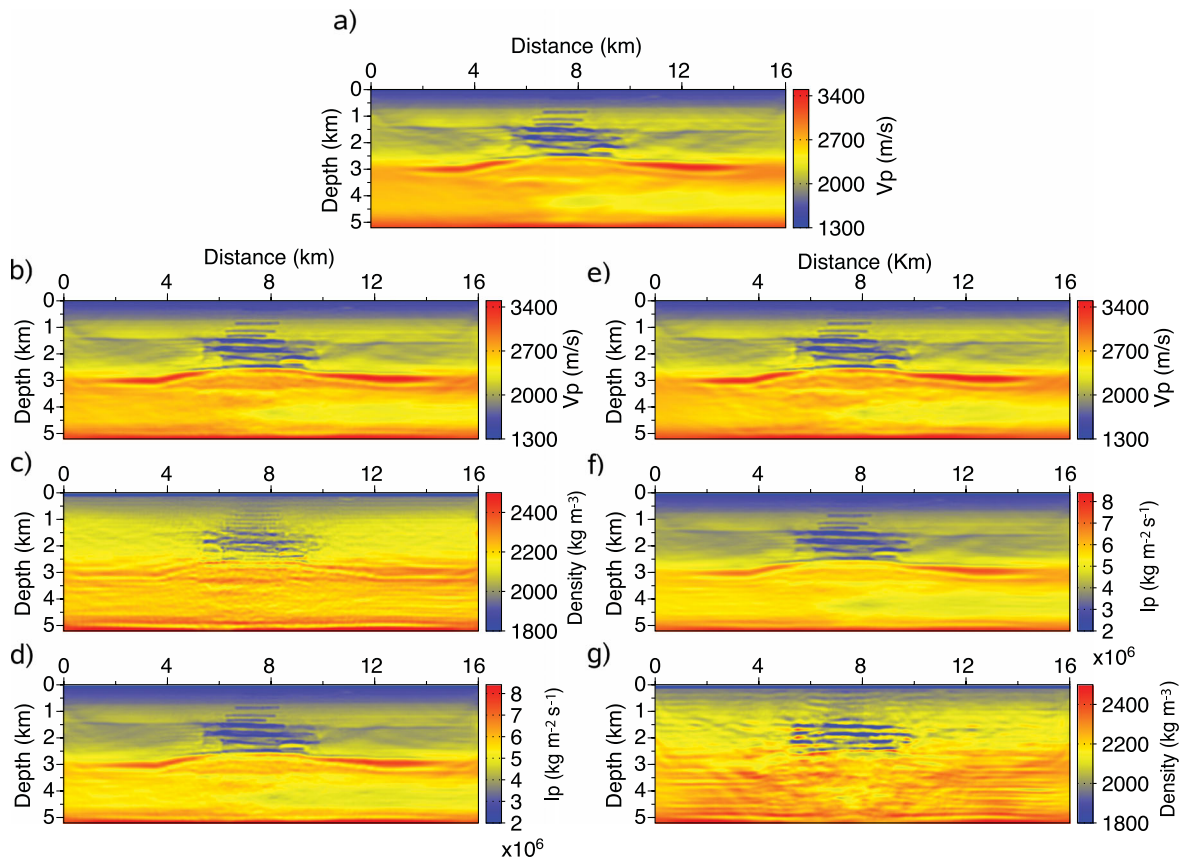 a)
Distance (km)
0 4 8 12 16
0
1
2
3
4
5
Depth (km)
3400
2700
2000
1300
Vp (m/s)
b)
Distance (km)
0 4 8 12 16
0
1
2
3
4
5
Depth (km)
3400
2700
2000
1300
Vp (m/s)
c)
0 4 8 12 16
0
1
2
3
4
5
Depth (km)
2400
2200
2000
1800
Density (kg m-3)
d)
0 4 8 12 16
0
1
2
3
4
5
Depth (km)
8
7
6
5
4
3
2
Ip (kg m-2 s-1)
x106
e)
Distance (Km)
0 4 8 12 16
0
1
2
3
4
5
Depth (km)
3400
2700
2000
1300
Vp (m/s)
f)
0 4 8 12 16
0
1
2
3
4
5
Depth (km)
8
7
6
5
4
3
2
Ip (kg m-2 s-1)
x106
g)
0 4 8 12 16
0
1
2
3
4
5
Depth (km)
2400
2200
2000
1800
Density (kg m-3)